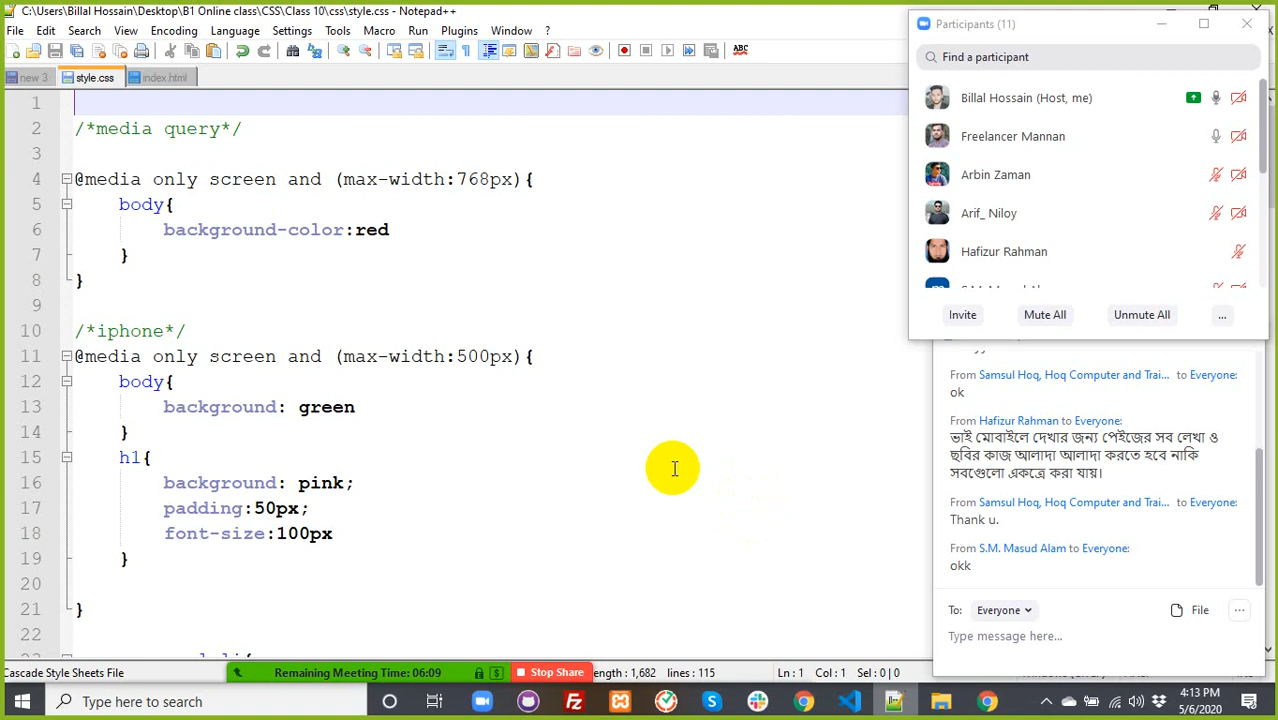 C:\Users\Billal Hossain\Desktop\B1 Online class\CSS\Class 10\css\style.css - Notepad++
File Edit Search View Encoding Language Settings Tools Macro Run Plugins Window ?
new 3 style.css index.html
1
2 /*media query*/
3
4 @media only screen and (max-width:768px){
5 body{
6 background-color:red
7 }
8 }
9
10 /*iphone*/
11 @media only screen and (max-width:500px){
12 body{
13 background: green
14 }
15 h1{
16 background: pink;
17 padding:50px;
18 font-size:100px
19 }
20
21 }
22
Participants (11)
Find a participant
Billal Hossain (Host, me)
Freelancer Mannan
Arbin Zaman
Arif_ Niloy
Hafizur Rahman
Invite Mute All Unmute All ...
From Samsul Hoq, Hoq Computer and Trai... to Everyone:
ok
From Hafizur Rahman to Everyone:
ভাই মোবাইলে দেখার জন্য পেইজের সব লেখা ও
ছবির কাজ আলাদা আলাদা করতে হবে নাকি
সবগুেলো একত্রে করা যায়।
From Samsul Hoq, Hoq Computer and Trai... to Everyone:
Thank u.
From S.M. Masud Alam to Everyone:
okk
To: Everyone File ...
Type message here...
Cascade Style Sheets File Remaining Meeting Time: 06:09 Stop Share ength : 1,682 lines : 115 Ln : 1 Col : 1 Sel : 0 | 0
Type here to search
4:13 PM
5/6/2020